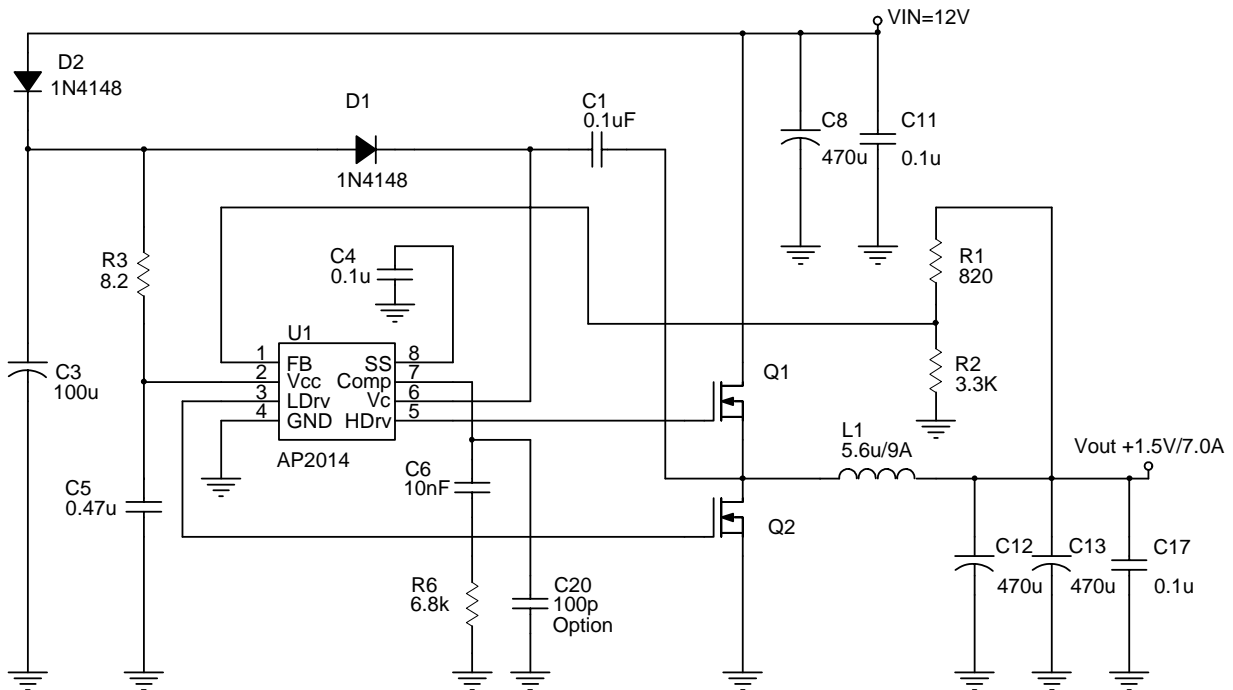 VIN=12V
D2
1N4148
D1
1N4148
C1
0.1uF
C8
470u
C11
0.1u
R3
8.2
C4
0.1u
R1
820
U1
1 FB SS 8
2 Vcc Comp 7
3 LDrv Vc 6
4 GND HDrv 5
AP2014
C3
100u
R2
3.3K
Q1
L1
5.6u/9A
Vout +1.5V/7.0A
C5
0.47u
C6
10nF
Q2
C12
470u
C13
470u
C17
0.1u
R6
6.8k
C20
100p
Option